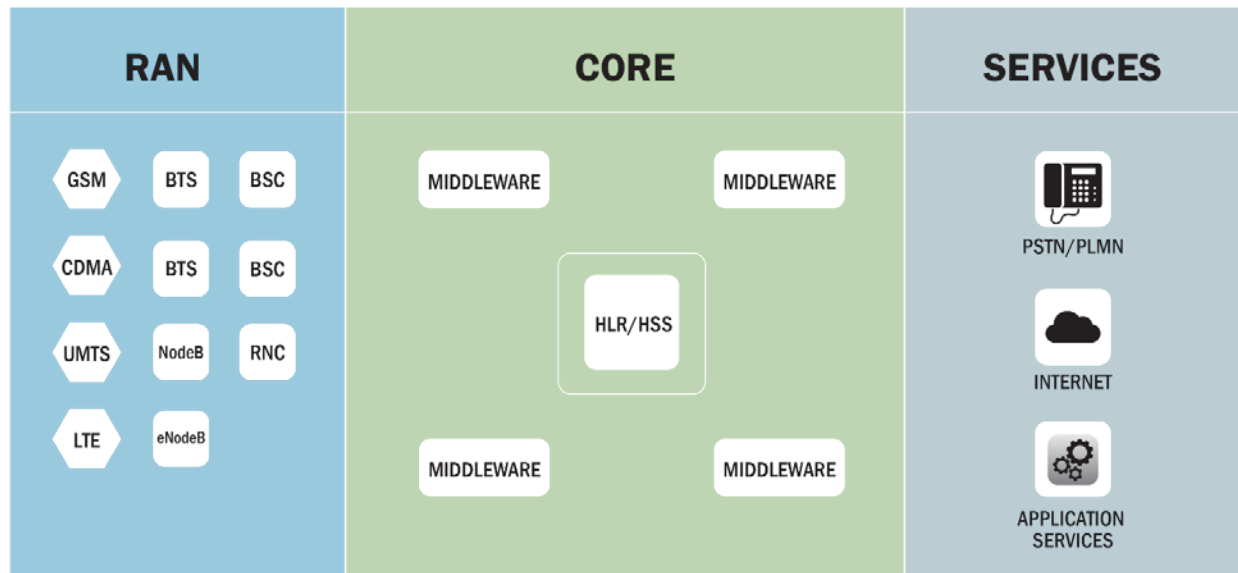 RAN
CORE
SERVICES
GSM
BTS
BSC
CDMA
BTS
BSC
UMTS
NodeB
RNC
LTE
eNodeB
MIDDLEWARE
MIDDLEWARE
HLR/HSS
MIDDLEWARE
MIDDLEWARE
PSTN/PLMN
INTERNET
APPLICATION
SERVICES